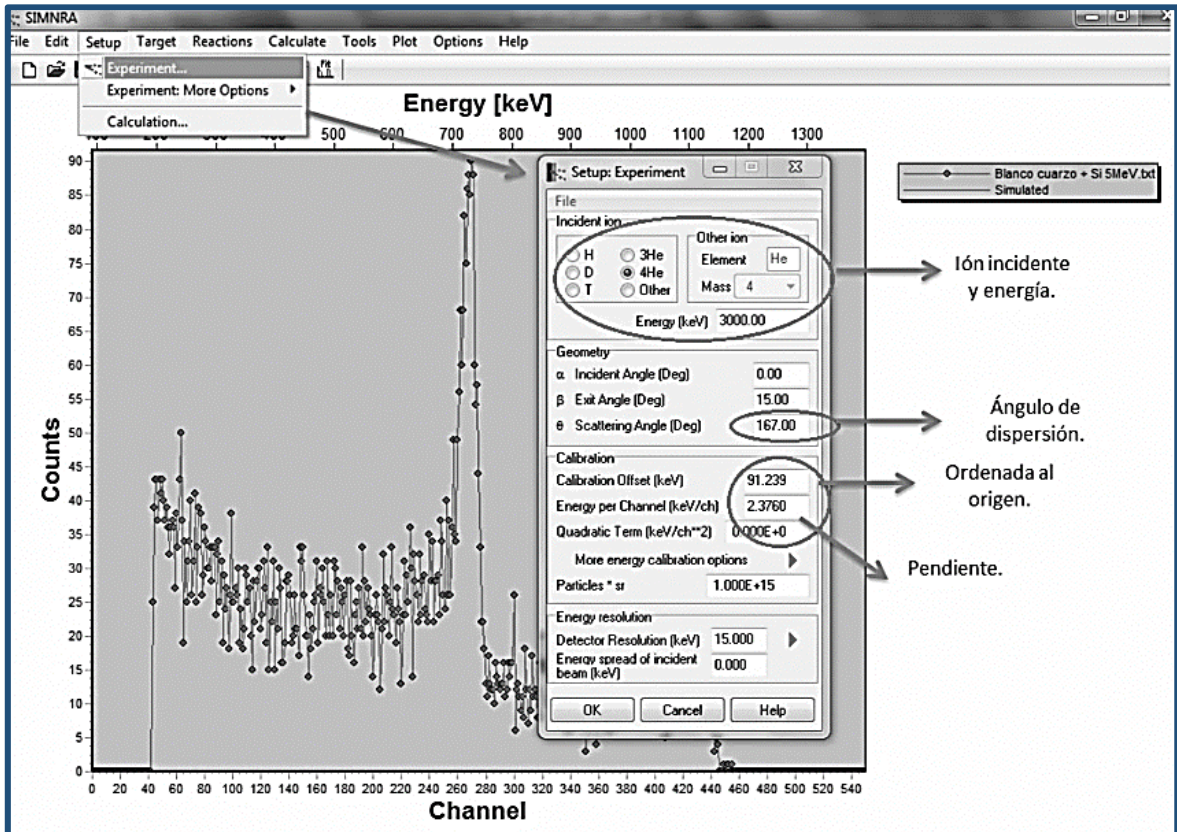 SIMNRA
File Edit Setup Target Reactions Calculate Tools Plot Options Help
Experiment...
Experiment: More Options
Calculation...
Energy [keV]
200 300 400 500 600 700 800 900 1000 1100 1200 1300
Counts
90
85
80
75
70
65
60
55
50
45
40
35
30
25
20
15
10
5
0
0 20 40 60 80 100 120 140 160 180 200 220 240 260 280 300 320 340 360 380 400 420 440 460 480 500 520 540
Channel
Blanco cuarzo + Si 5MeV.txt
Simulated
Setup: Experiment
File
Incident ion
H 3He
D 4He
T Other
Other ion
Element He
Mass 4
Energy (keV) 3000.00
Geometry
α Incident Angle (Deg) 0.00
β Exit Angle (Deg) 15.00
θ Scattering Angle (Deg) 167.00
Calibration
Calibration Offset (keV) 91.239
Energy per Channel (keV/ch) 2.3760
Quadratic Term (keV/ch**2) 0.000E+0
More energy calibration options
Particles * sr 1.000E+15
Energy resolution
Detector Resolution (keV) 15.000
Energy spread of incident
beam (keV) 0.000
OK Cancel Help
Ión incidente
y energía.
Ángulo de
dispersión.
Ordenada al
origen.
Pendiente.